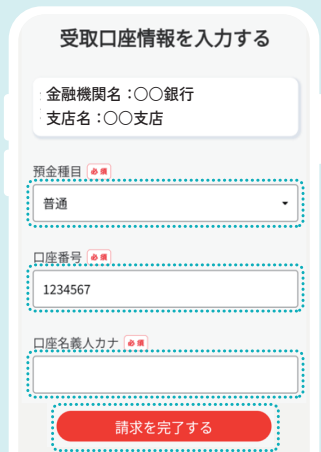 受取口座情報を入力する
金融機関名：〇〇銀行
支店名：〇〇支店
預金種目 必須
普通
口座番号 必須
1234567
口座名義人カナ 必須
請求を完了する